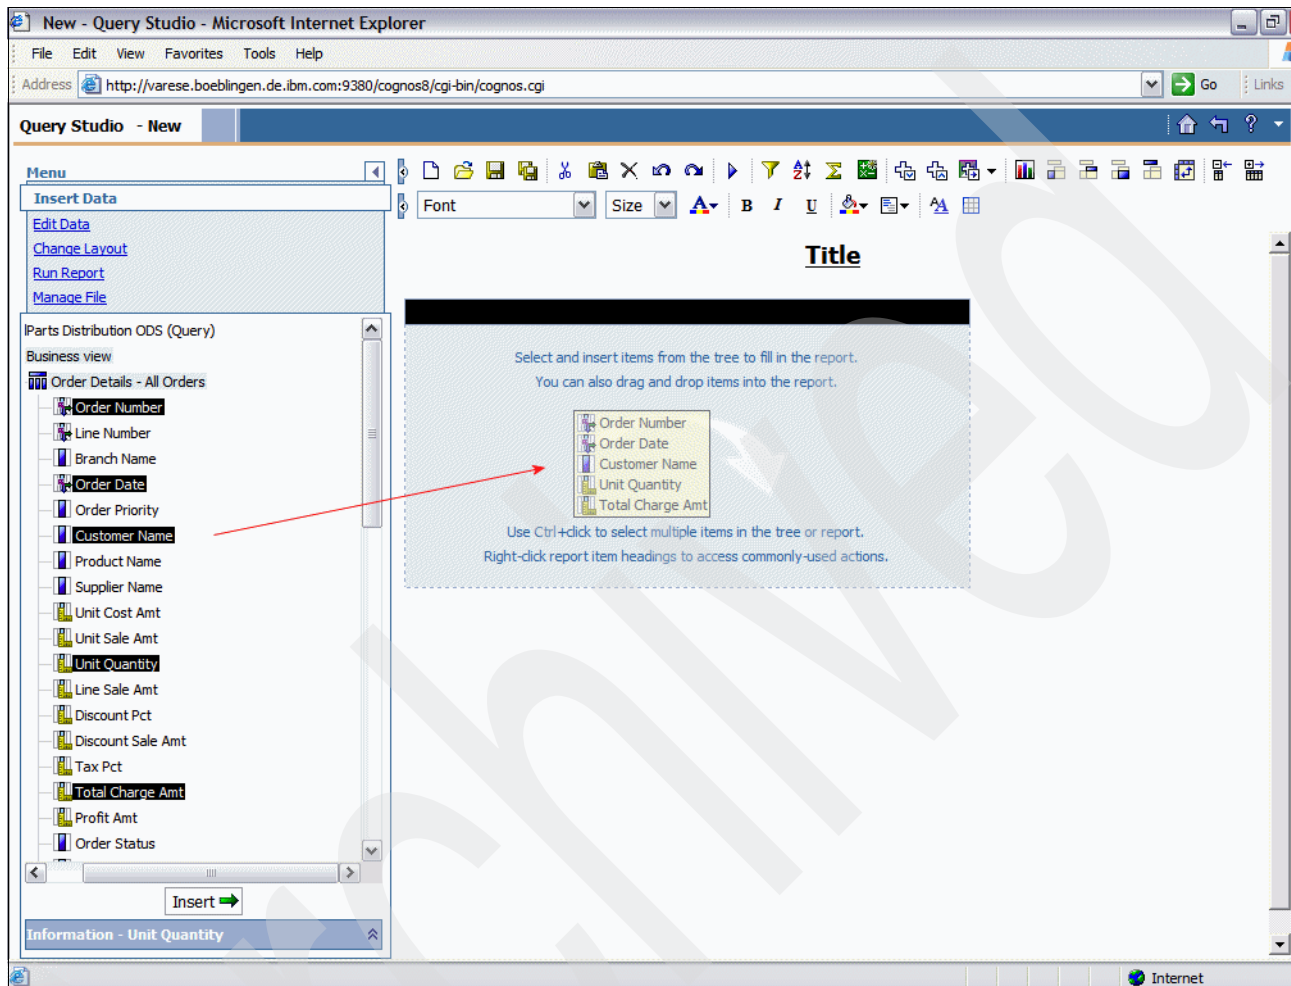 New - Query Studio - Microsoft Internet Explorer
File Edit View Favorites Tools Help
Address http://varese.boeblingen.de.ibm.com:9380/cognos8/cgi-bin/cognos.cgi Go Links
Query Studio - New
Menu
Insert Data
Font Size B I U
Edit Data
Change Layout
Run Report
Manage File
Title
Parts Distribution ODS (Query)
Business view
Order Details - All Orders
Order Number
Line Number
Branch Name
Order Date
Order Priority
Customer Name
Product Name
Supplier Name
Unit Cost Amt
Unit Sale Amt
Unit Quantity
Line Sale Amt
Discount Pct
Discount Sale Amt
Tax Pct
Total Charge Amt
Profit Amt
Order Status
Insert
Information - Unit Quantity
Select and insert items from the tree to fill in the report.
You can also drag and drop items into the report.
Order Number
Order Date
Customer Name
Unit Quantity
Total Charge Amt
Use Ctrl+click to select multiple items in the tree or report.
Right-click report item headings to access commonly-used actions.
Internet